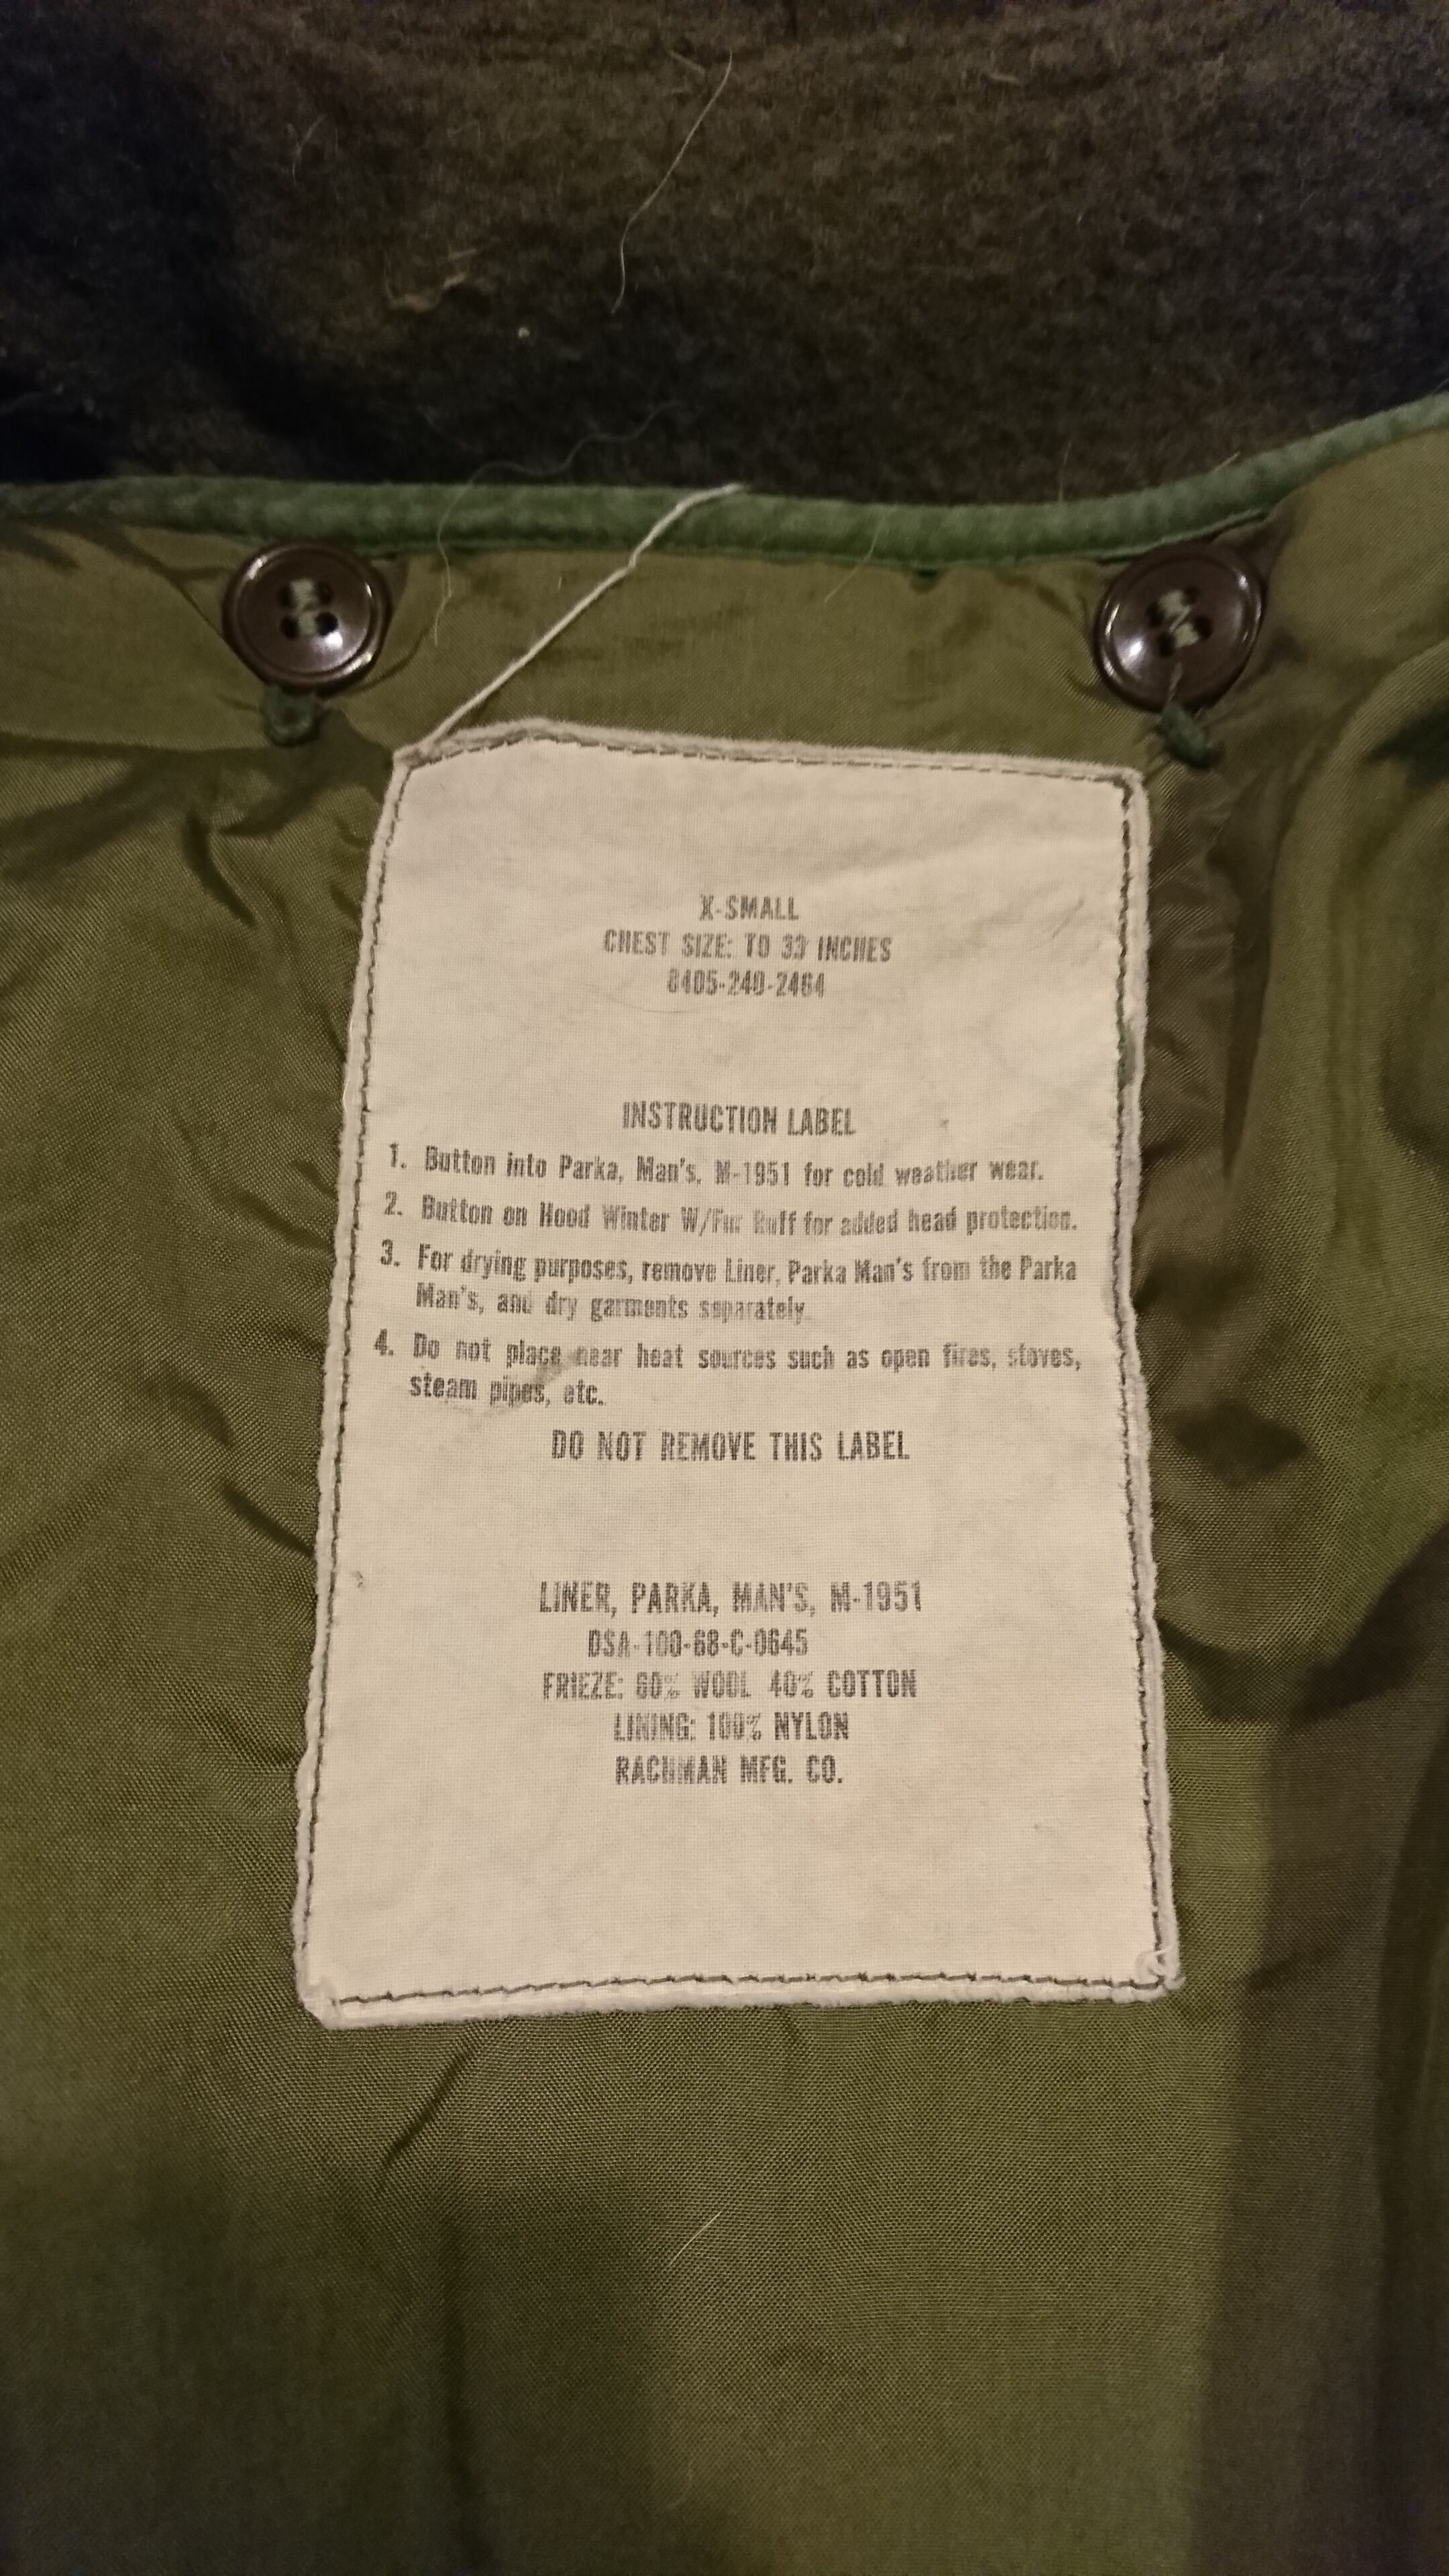 X-SMALL
CHEST SIZE: TO 33 INCHES
8405-240-2464
INSTRUCTION LABEL
1. Button into Parka, Man's, M-1951 for cold weather wear.
2. Button on Hood Winter W/Fur Ruff for added head protection.
3. For drying purposes, remove Liner, Parka Man's from the Parka
Man's, and dry garments separately.
4. Do not place near heat sources such as open fires, stoves,
steam pipes, etc.
DO NOT REMOVE THIS LABEL
LINER, PARKA, MAN'S, M-1951
DSA-100-68-C-0645
FRIEZE: 60% WOOL 40% COTTON
LINING: 100% NYLON
RACHMAN MFG. CO.